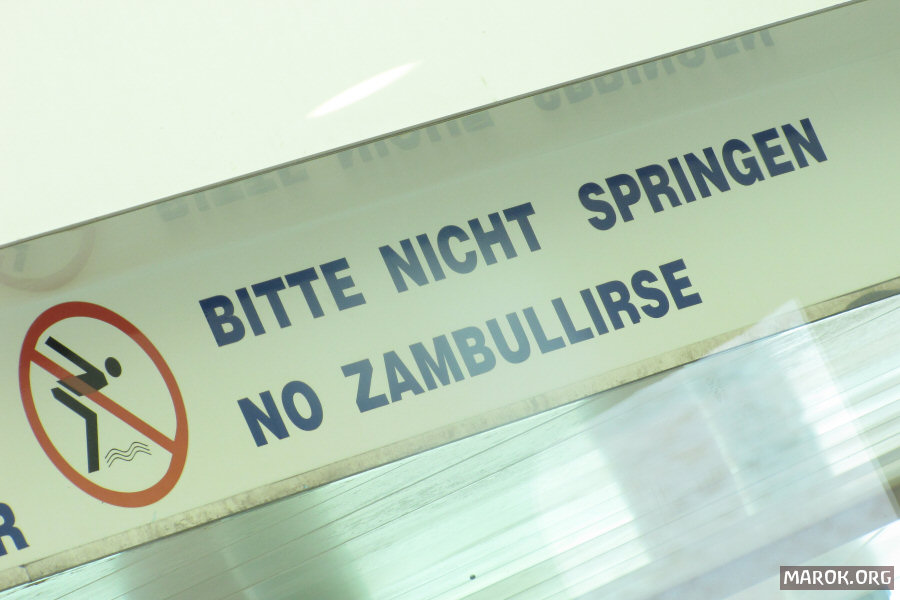 BITTE NICHT SPRINGEN
NO ZAMBULLIRSE
R
MAROK.ORG